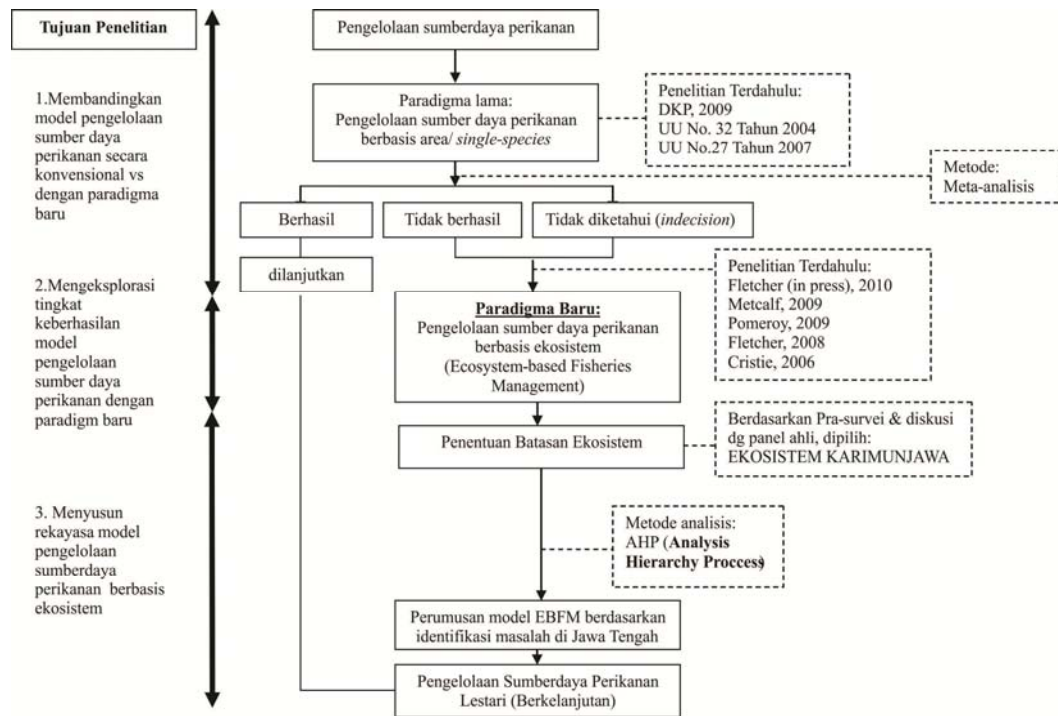 Tujuan Penelitian
1.Membandingkan
model pengelolaan
sumber daya
perikanan secara
konvensional vs
dengan paradigma
baru
2.Mengeksplorasi
tingkat
keberhasilan
model
pengelolaan
sumber daya
perikanan dengan
paradigm baru
3. Menyusun
rekayasa model
pengelolaan
sumberdaya
perikanan berbasis
ekosistem
Pengelolaan sumberdaya perikanan
Paradigma lama:
Pengelolaan sumber daya perikanan
berbasis area/ single-species
Penelitian Terdahulu:
DKP, 2009
UU No. 32 Tahun 2004
UU No.27 Tahun 2007
Metode:
Meta-analisis
Berhasil
Tidak berhasil
Tidak diketahui (indecision)
dilanjutkan
Penelitian Terdahulu:
Fletcher (in press), 2010
Metcalf, 2009
Pomeroy, 2009
Fletcher, 2008
Cristie, 2006
Paradigma Baru:
Pengelolaan sumber daya perikanan
berbasis ekosistem
(Ecosystem-based Fisheries
Management)
Penentuan Batasan Ekosistem
Berdasarkan Pra-survei & diskusi
dg panel ahli, dipilih:
EKOSISTEM KARIMUNJAWA
Metode analisis:
AHP (Analysis
Hierarchy Proccess)
Perumusan model EBFM berdasarkan
identifikasi masalah di Jawa Tengah
Pengelolaan Sumberdaya Perikanan
Lestari (Berkelanjutan)